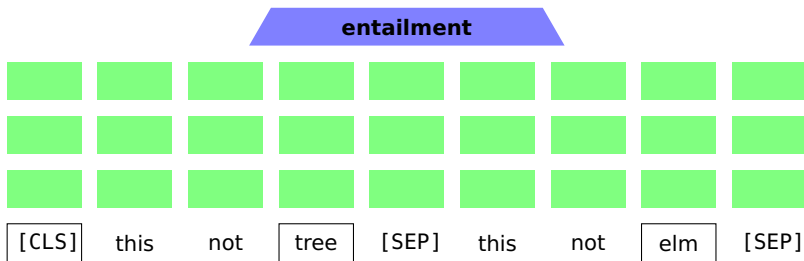 entailment
[CLS] this not tree [SEP] this not elm [SEP]